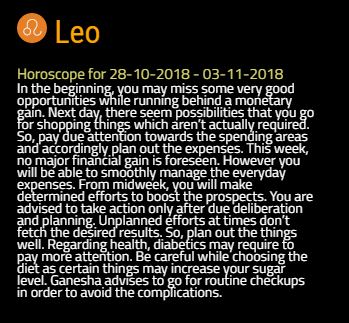 Leo
Horoscope for 28-10-2018 - 03-11-2018
In the beginning, you may miss some very good
opportunities while running behind a monetary
gain. Next day, there seem possibilities that you go
for shopping things which aren't actually required.
So, pay due attention towards the spending areas
and accordingly plan out the expenses. This week,
no major financial gain is foreseen. However you
will be able to smoothly manage the everyday
expenses. From midweek, you will make
determined efforts to boost the prospects. You are
advised to take action only after due deliberation
and planning. Unplanned efforts at times don't
fetch the desired results. So, plan out the things
well. Regarding health, diabetics may require to
pay more attention. Be careful while choosing the
diet as certain things may increase your sugar
level. Ganesha advises to go for routine checkups
in order to avoid the complications.